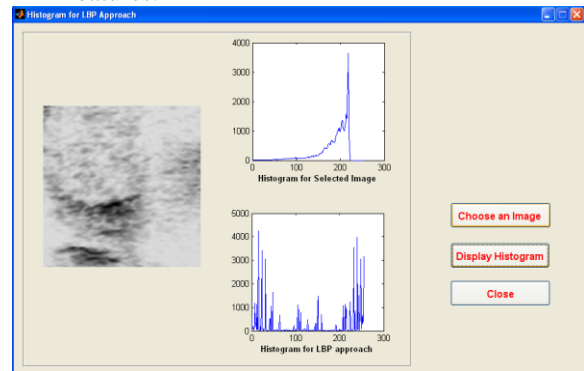 Histogram for LBP Approach
4000
3000
2000
1000
0
0 100 200 300
Histogram for Selected Image
5000
4000
3000
2000
1000
0
0 100 200 300
Histogram for LBP approach
Choose an Image
Display Histogram
Close